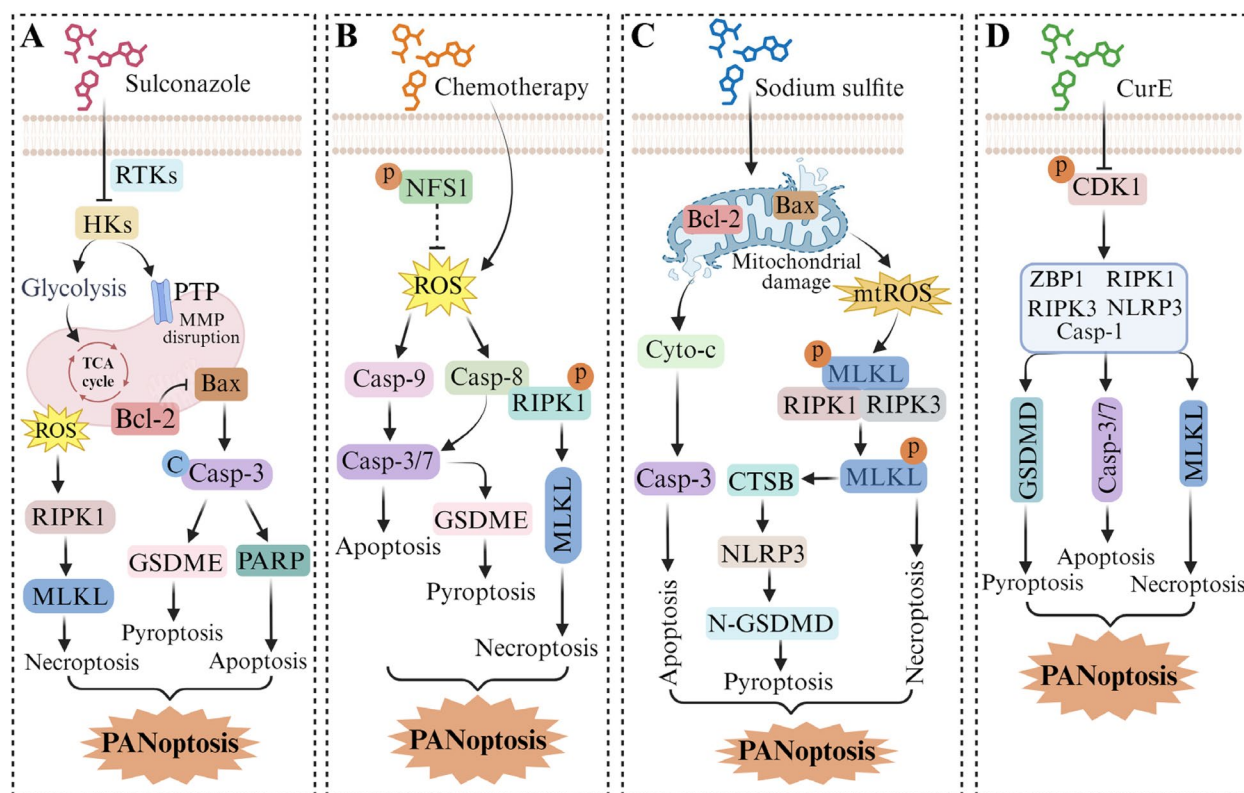 A
Sulconazole
RTKs
HKs
Glycolysis
PTP
MMP
disruption
TCA
cycle
Bax
Bcl-2
ROS
C
Casp-3
RIPK1
GSDME
PARP
MLKL
Pyroptosis
Necroptosis
Apoptosis
PANoptosis
B
Chemotherapy
p
NFS1
ROS
Casp-9
Casp-8
p
RIPK1
Casp-3/7
GSDME
MLKL
Apoptosis
Pyroptosis
Necroptosis
PANoptosis
C
Sodium sulfite
Bcl-2
Bax
Mitochondrial
damage
mtROS
Cyto-c
p
MLKL
RIPK1
RIPK3
p
Casp-3
CTSB
MLKL
NLRP3
N-GSDMD
Apoptosis
Pyroptosis
Necroptosis
PANoptosis
D
CurE
p
CDK1
ZBP1 RIPK1
RIPK3 NLRP3
Casp-1
GSDMD
Casp-3/7
MLKL
Apoptosis
Pyroptosis
Necroptosis
PANoptosis